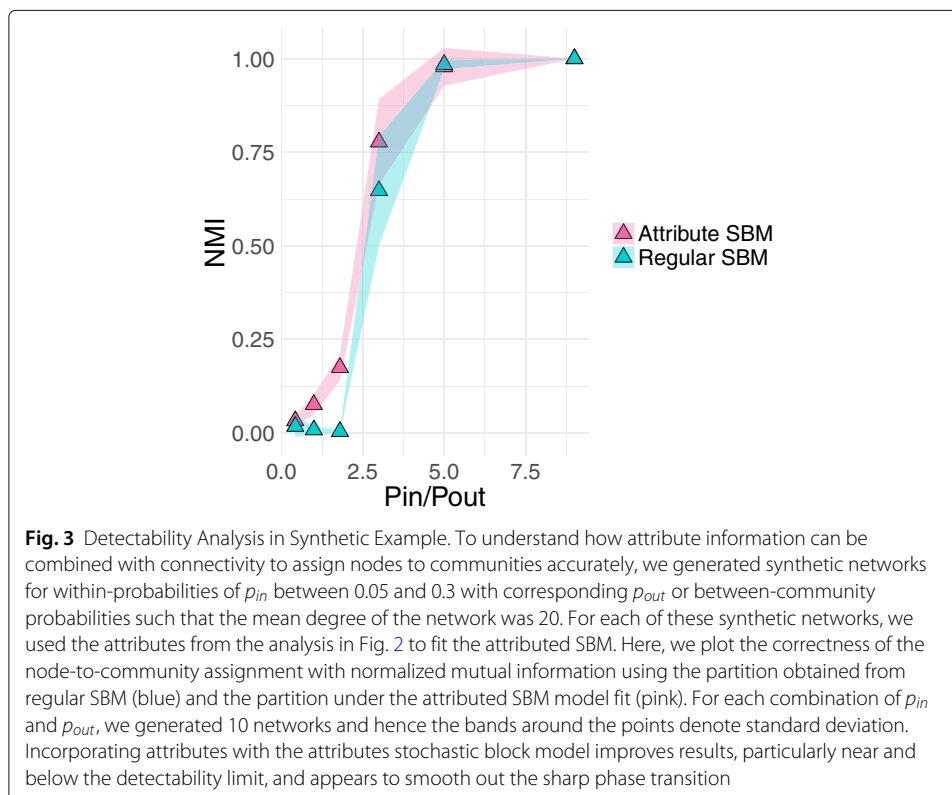 1.00
0.75
0.50
0.25
0.00
NMI
0.0 2.5 5.0 7.5
Pin/Pout
Attribute SBM
Regular SBM
Fig. 3 Detectability Analysis in Synthetic Example. To understand how attribute information can be
combined with connectivity to assign nodes to communities accurately, we generated synthetic networks
for within-probabilities of p_in between 0.05 and 0.3 with corresponding p_out or between-community
probabilities such that the mean degree of the network was 20. For each of these synthetic networks, we
used the attributes from the analysis in Fig. 2 to fit the attributed SBM. Here, we plot the correctness of the
node-to-community assignment with normalized mutual information using the partition obtained from
regular SBM (blue) and the partition under the attributed SBM model fit (pink). For each combination of p_in
and p_out, we generated 10 networks and hence the bands around the points denote standard deviation.
Incorporating attributes with the attributes stochastic block model improves results, particularly near and
below the detectability limit, and appears to smooth out the sharp phase transition